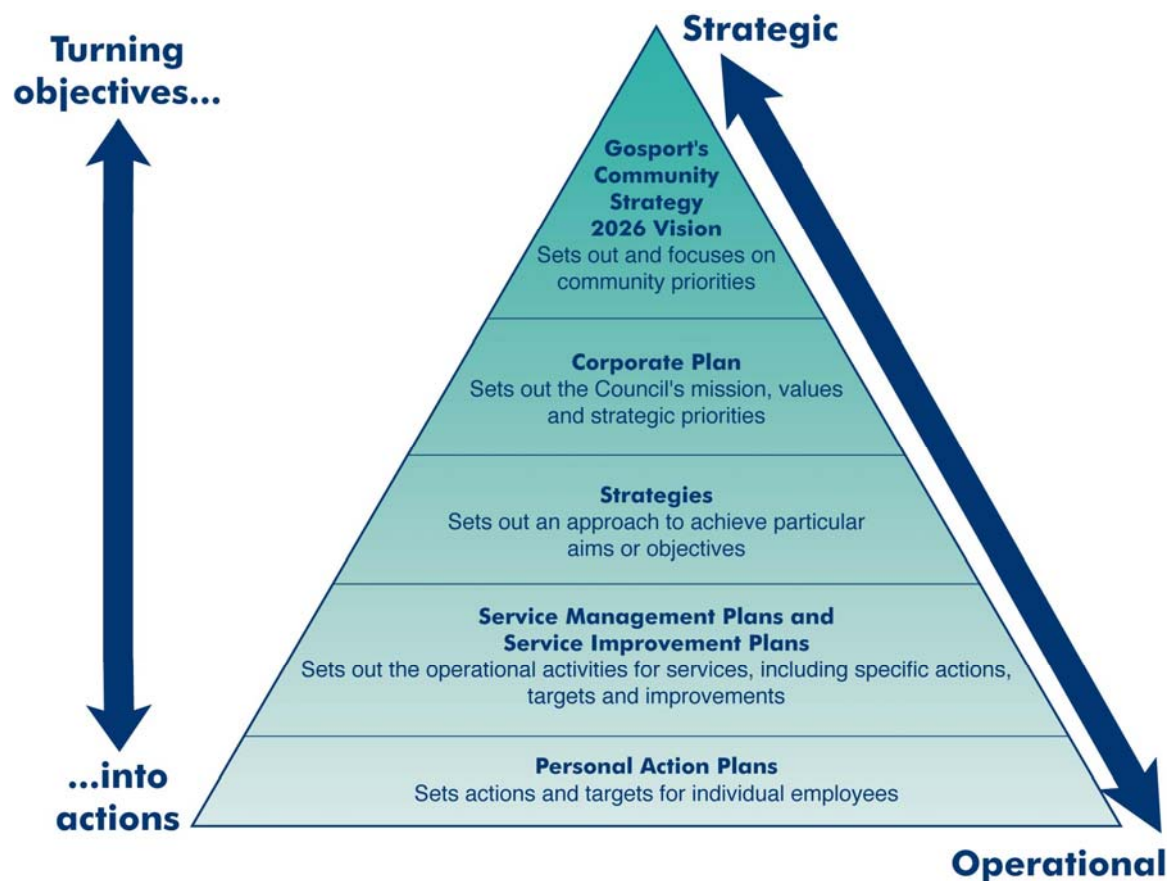 Turning
objectives...
Strategic
Gosport's
Community
Strategy
2026 Vision
Sets out and focuses on
community priorities
Corporate Plan
Sets out the Council's mission, values
and strategic priorities
Strategies
Sets out an approach to achieve particular
aims or objectives
Service Management Plans and
Service Improvement Plans
Sets out the operational activities for services, including specific actions,
targets and improvements
Personal Action Plans
Sets actions and targets for individual employees
...into
actions
Operational